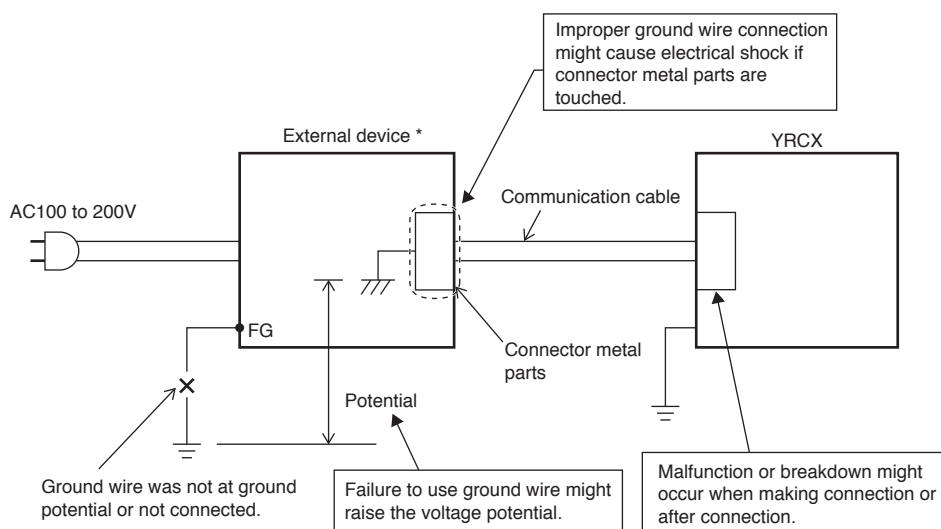 Improper ground wire connection
might cause electrical shock if
connector metal parts are
touched.
External device *
YRCX
AC100 to 200V
Communication cable
FG
Connector metal
parts
Potential
Ground wire was not at ground
potential or not connected.
Failure to use ground wire might
raise the voltage potential.
Malfunction or breakdown might
occur when making connection or
after connection.